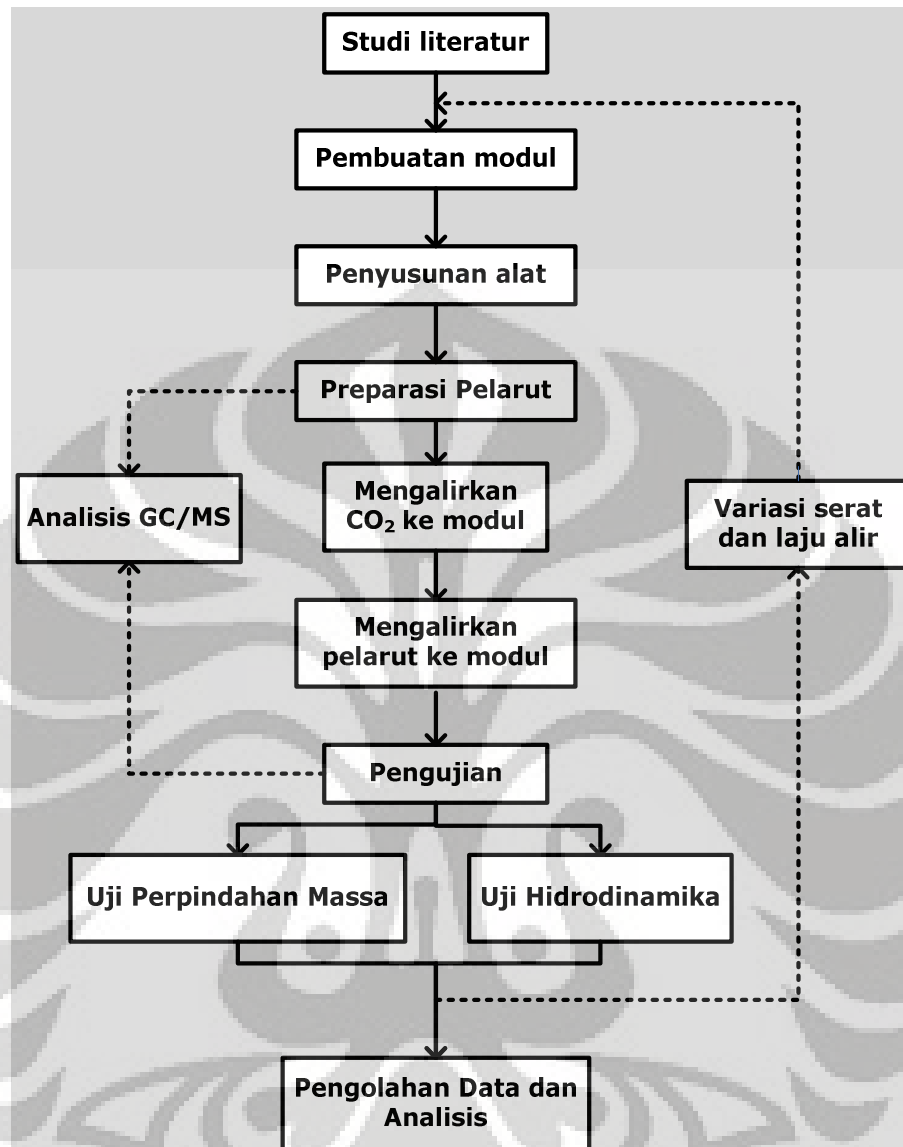 Studi literatur
Pembuatan modul
Penyusunan alat
Preparasi Pelarut
Analisis GC/MS
Mengalirkan
CO₂ ke modul
Variasi serat
dan laju alir
Mengalirkan
pelarut ke modul
Pengujian
Uji Perpindahan Massa
Uji Hidrodinamika
Pengolahan Data dan
Analisis